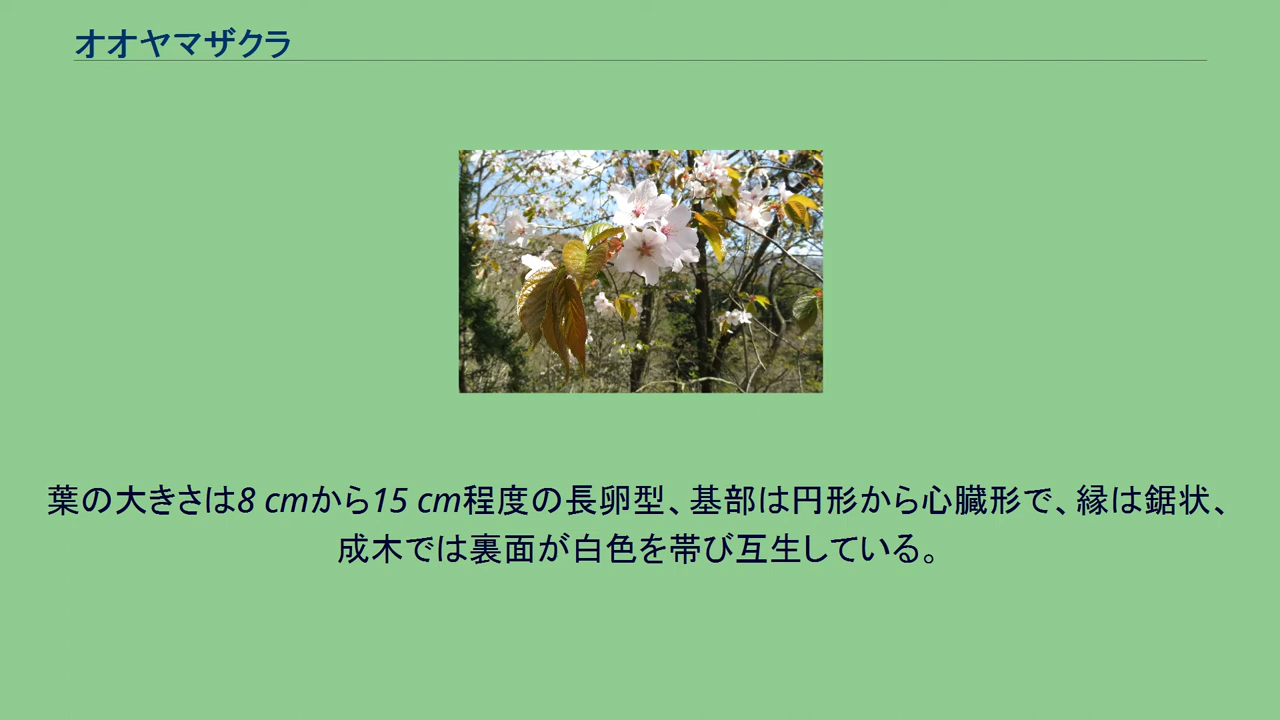 オオヤマザクラ
葉の大きさは8 cmから15 cm程度の長卵型、基部は円形から心臓形で、縁は鋸状、
成木では裏面が白色を帯び互生している。